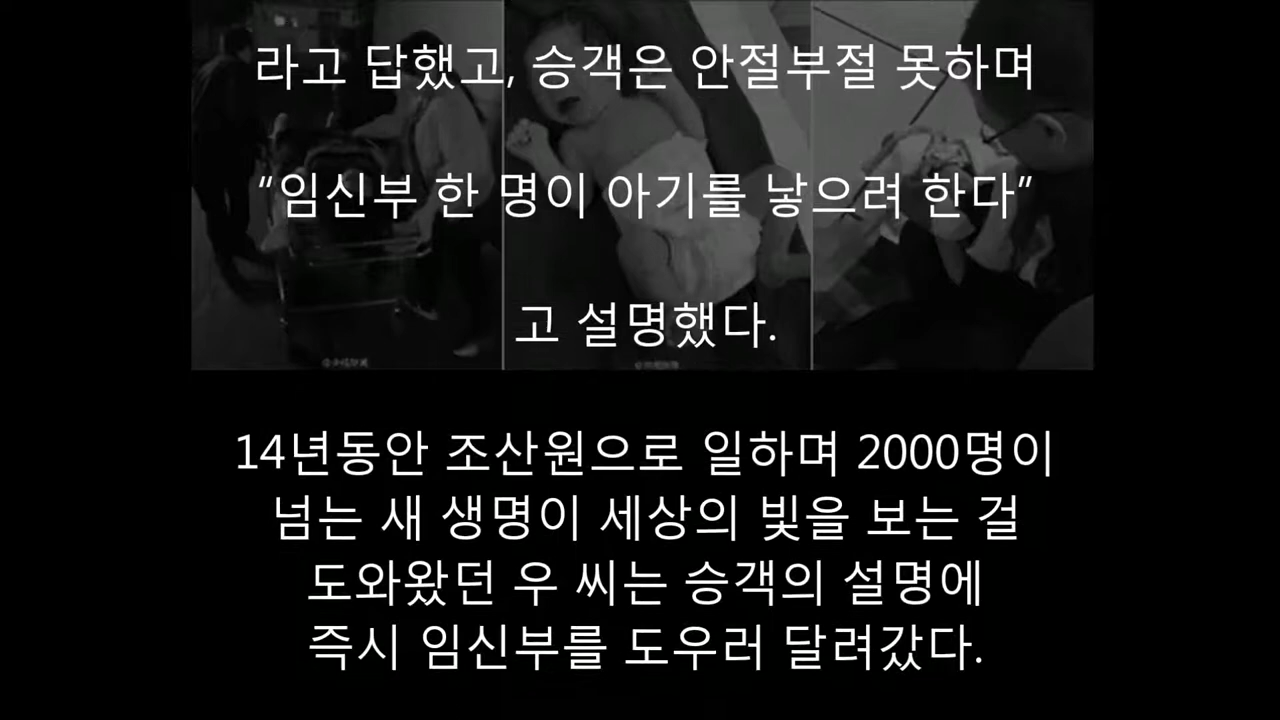 라고 답했고, 승객은 안절부절 못하며
“임신부 한 명이 아기를 낳으려 한다”
고 설명했다.
14년동안 조산원으로 일하며 2000명이
넘는 새 생명이 세상의 빛을 보는 걸
도와왔던 우 씨는 승객의 설명에
즉시 임신부를 도우러 달려갔다.